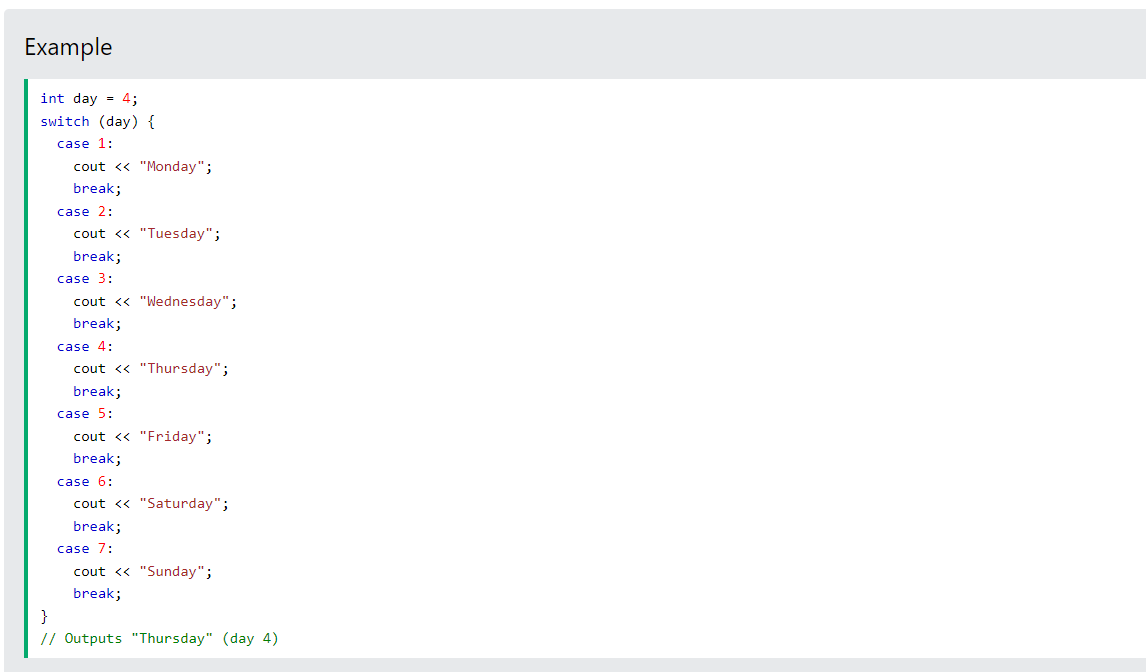 Example
int day = 4;
switch (day) {
  case 1:
    cout << "Monday";
    break;
  case 2:
    cout << "Tuesday";
    break;
  case 3:
    cout << "Wednesday";
    break;
  case 4:
    cout << "Thursday";
    break;
  case 5:
    cout << "Friday";
    break;
  case 6:
    cout << "Saturday";
    break;
  case 7:
    cout << "Sunday";
    break;
}
// Outputs "Thursday" (day 4)